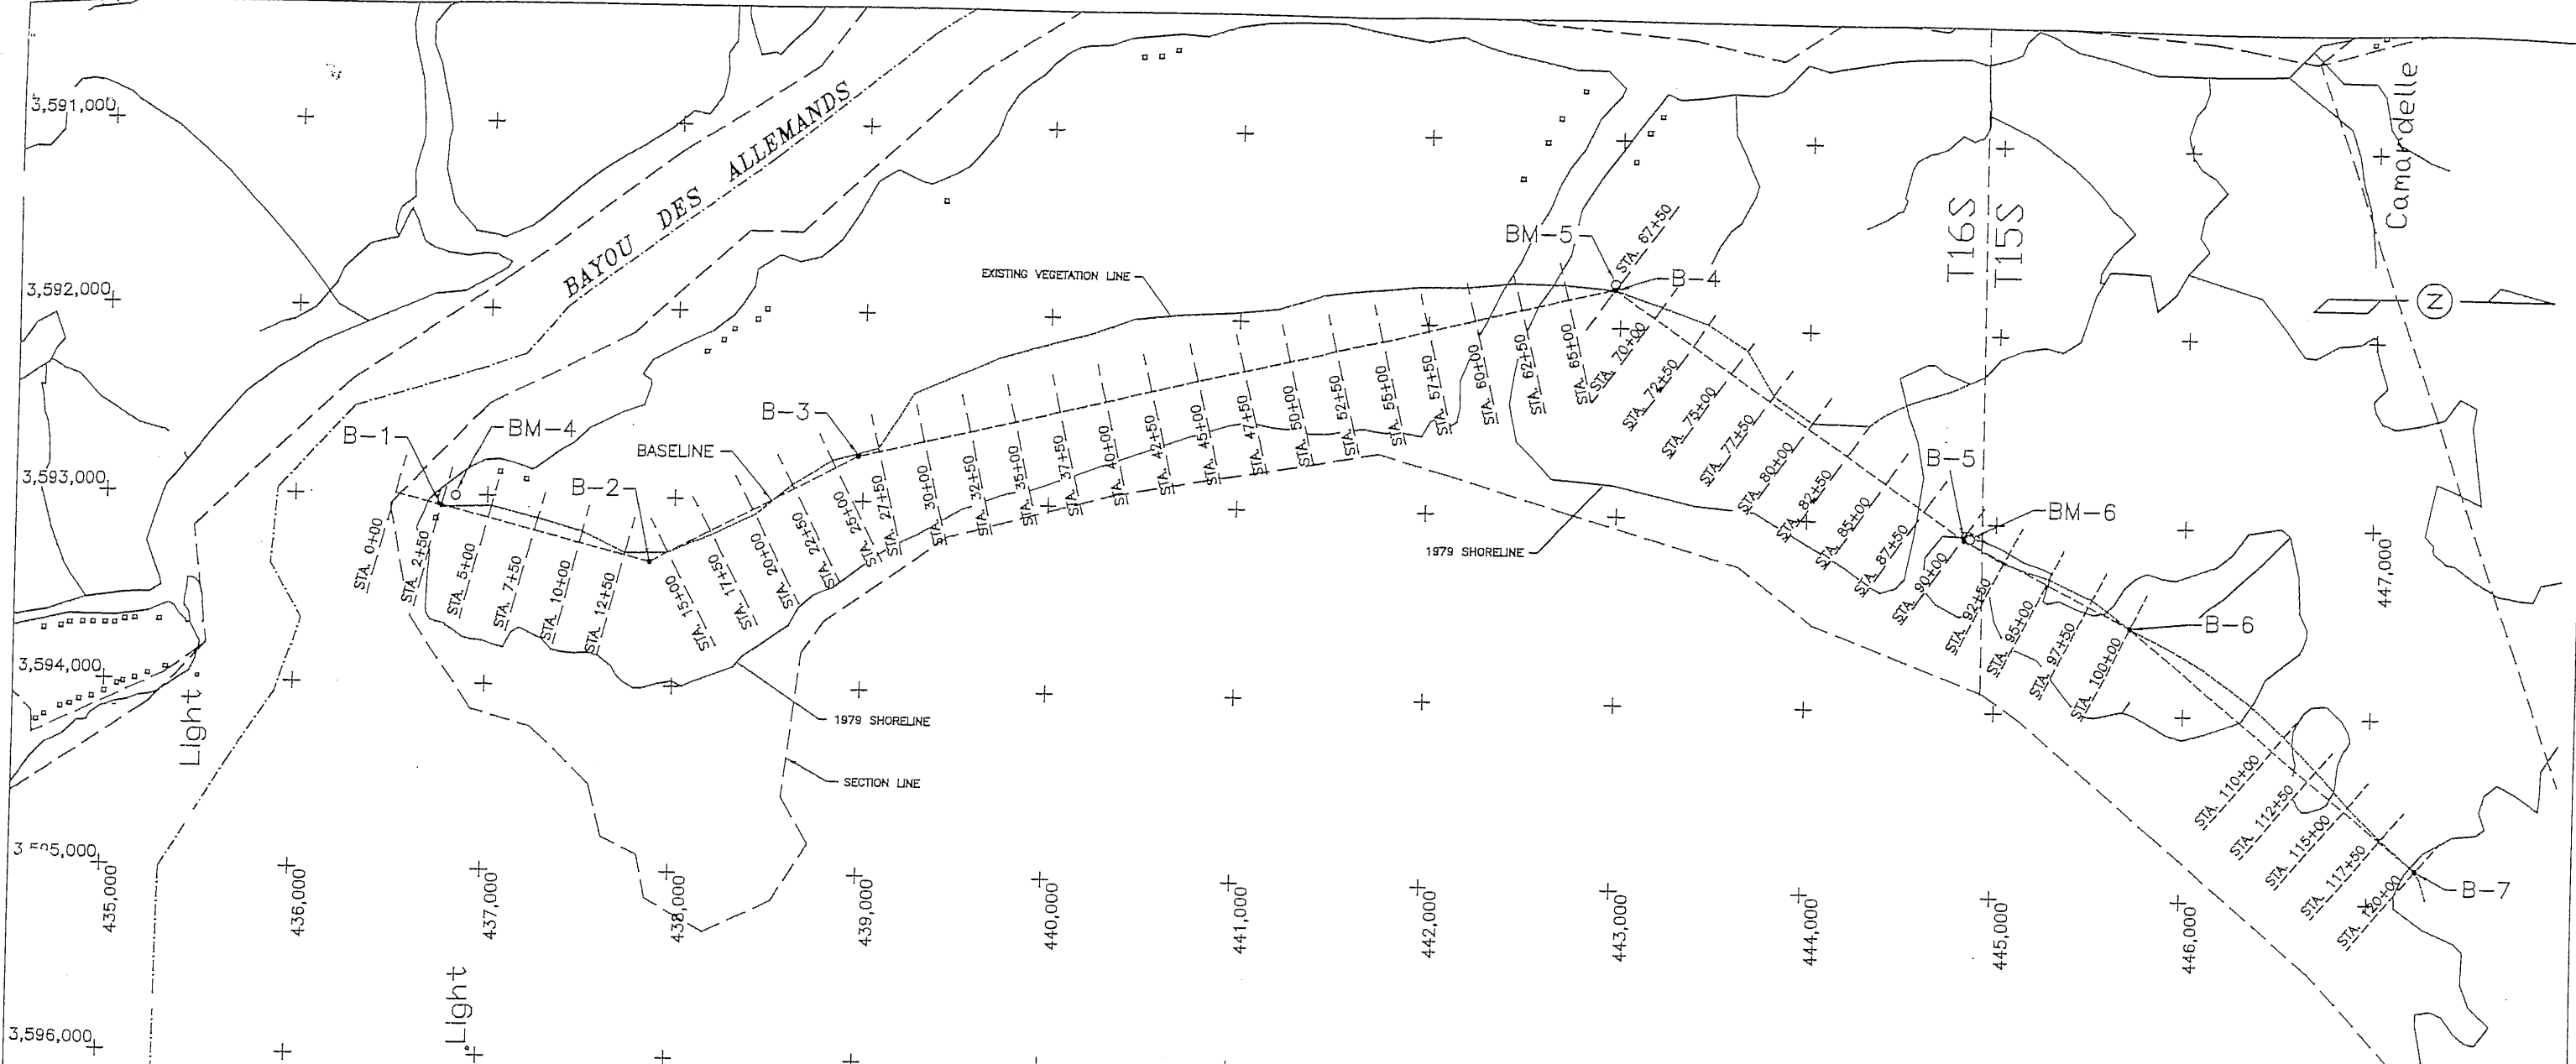 3,591,000
3,592,000
3,593,000
3,594,000
3,596,000
435,000
436,000
437,000
438,000
439,000
440,000
441,000
442,000
443,000
444,000
445,000
446,000
447,000
BAYOU DES ALLEMANDS
Light
Light
B-1
BM-4
B-2
BASELINE
B-3
EXISTING VEGETATION LINE
BM-5
B-4
T16S
T15S
Camardelle
N
B-5
BM-6
B-6
B-7
1979 SHORELINE
1979 SHORELINE
SECTION LINE
STA. 0+00
STA. 2+50
STA. 5+00
STA. 7+50
STA. 10+00
STA. 12+50
STA. 15+00
STA. 17+50
STA. 20+00
STA. 22+50
STA. 25+00
STA. 27+50
STA. 30+00
STA. 32+50
STA. 35+00
STA. 37+50
STA. 40+00
STA. 42+50
STA. 45+00
STA. 47+50
STA. 50+00
STA. 52+50
STA. 55+00
STA. 57+50
STA. 60+00
STA. 62+50
STA. 65+00
STA. 67+50
STA. 70+00
STA. 72+50
STA. 75+00
STA. 77+50
STA. 80+00
STA. 82+50
STA. 85+00
STA. 87+50
STA. 90+00
STA. 92+50
STA. 95+00
STA. 97+50
STA. 100+00
STA. 110+00
STA. 112+50
STA. 115+00
STA. 117+50
STA. 120+00